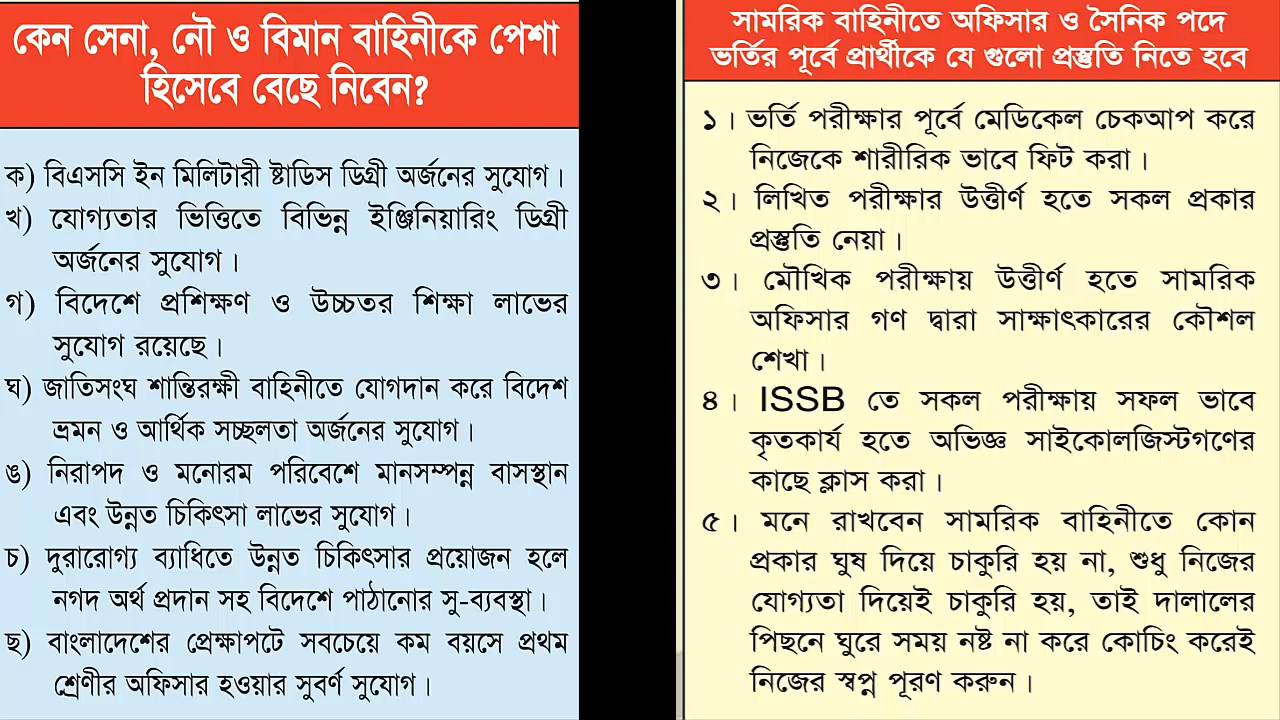 কেন সেনা, নৌ ও বিমান বাহিনীকে পেশা
হিসেবে বেছে নিবেন?
ক) বিএসসি ইন মিলিটারী ষ্টাডিস ডিগ্রী অর্জনের সুযোগ।
খ) যোগ্যতার ভিত্তিতে বিভিন্ন ইঞ্জিনিয়ারিং ডিগ্রী
অর্জনের সুযোগ।
গ) বিদেশে প্রশিক্ষণ ও উচ্চতর শিক্ষা লাভের
সুযোগ রয়েছে।
ঘ) জাতিসংঘ শান্তিরক্ষী বাহিনীতে যোগদান করে বিদেশ
ভ্রমন ও আর্থিক সচ্ছলতা অর্জনের সুযোগ।
ঙ) নিরাপদ ও মনোরম পরিবেশে মানসম্পন্ন বাসস্থান
এবং উন্নত চিকিৎসা লাভের সুযোগ।
চ) দুরারোগ্য ব্যাধিতে উন্নত চিকিৎসার প্রয়োজন হলে
নগদ অর্থ প্রদান সহ বিদেশে পাঠানোর সু-ব্যবস্থা।
ছ) বাংলাদেশের প্রেক্ষাপটে সবচেয়ে কম বয়সে প্রথম
শ্রেণীর অফিসার হওয়ার সুবর্ণ সুযোগ।
সামরিক বাহিনীতে অফিসার ও সৈনিক পদে
ভর্তির পূর্বে প্রার্থীকে যে গুলো প্রস্তুতি নিতে হবে
১। ভর্তি পরীক্ষার পূর্বে মেডিকেল চেকআপ করে
নিজেকে শারীরিক ভাবে ফিট করা।
২। লিখিত পরীক্ষার উত্তীর্ণ হতে সকল প্রকার
প্রস্তুতি নেয়া।
৩। মৌখিক পরীক্ষায় উত্তীর্ণ হতে সামরিক
অফিসার গণ দ্বারা সাক্ষাৎকারের কৌশল
শেখা।
৪। ISSB তে সকল পরীক্ষায় সফল ভাবে
কৃতকার্য হতে অভিজ্ঞ সাইকোলজিস্টগণের
কাছে ক্লাস করা।
৫। মনে রাখবেন সামরিক বাহিনীতে কোন
প্রকার ঘুষ দিয়ে চাকুরি হয় না, শুধু নিজের
যোগ্যতা দিয়েই চাকুরি হয়, তাই দালালের
পিছনে ঘুরে সময় নষ্ট না করে কোচিং করেই
নিজের স্বপ্ন পূরণ করুন।